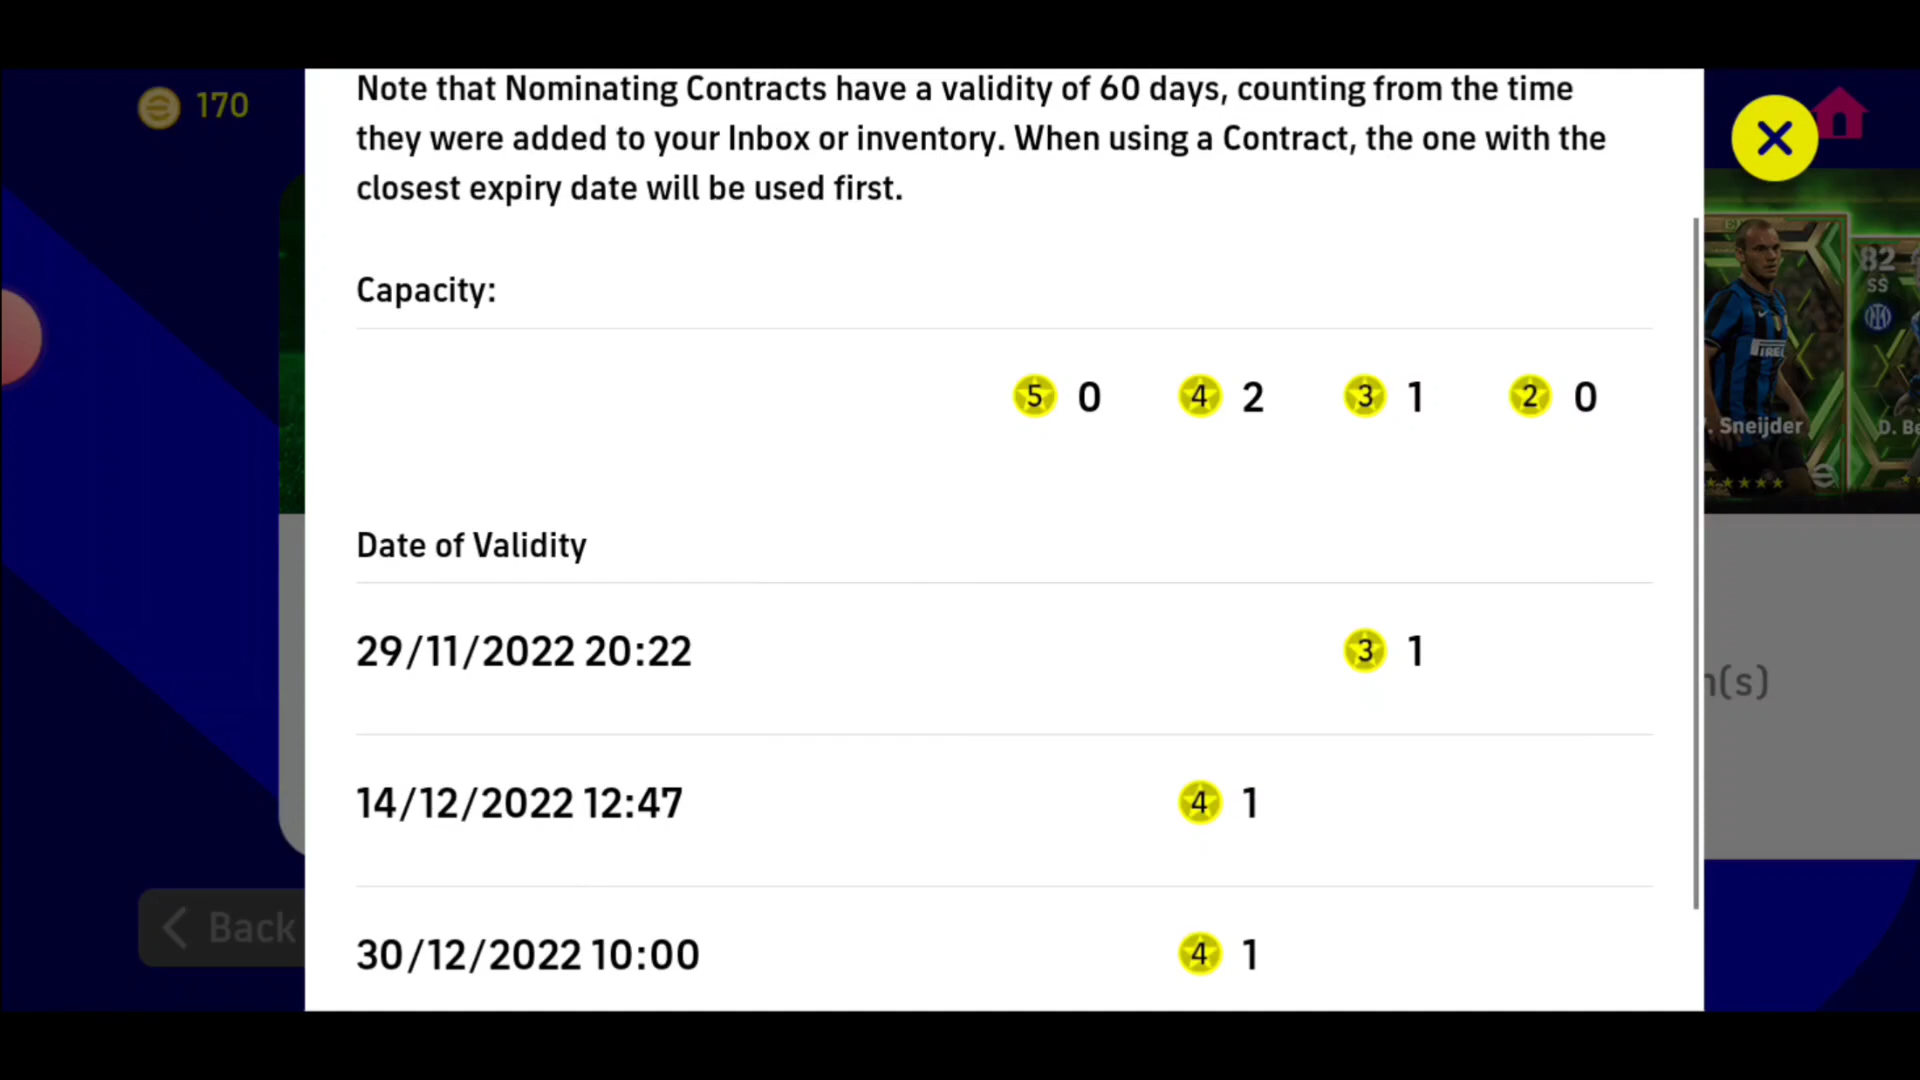 170
Note that Nominating Contracts have a validity of 60 days, counting from the time
they were added to your Inbox or inventory. When using a Contract, the one with the
closest expiry date will be used first.
Capacity:
5 0 4 2 3 1 2 0
82
SS
. Sneijder
D. Be
Date of Validity
29/11/2022 20:22 3 1
n(s)
14/12/2022 12:47 4 1
Back
30/12/2022 10:00 4 1